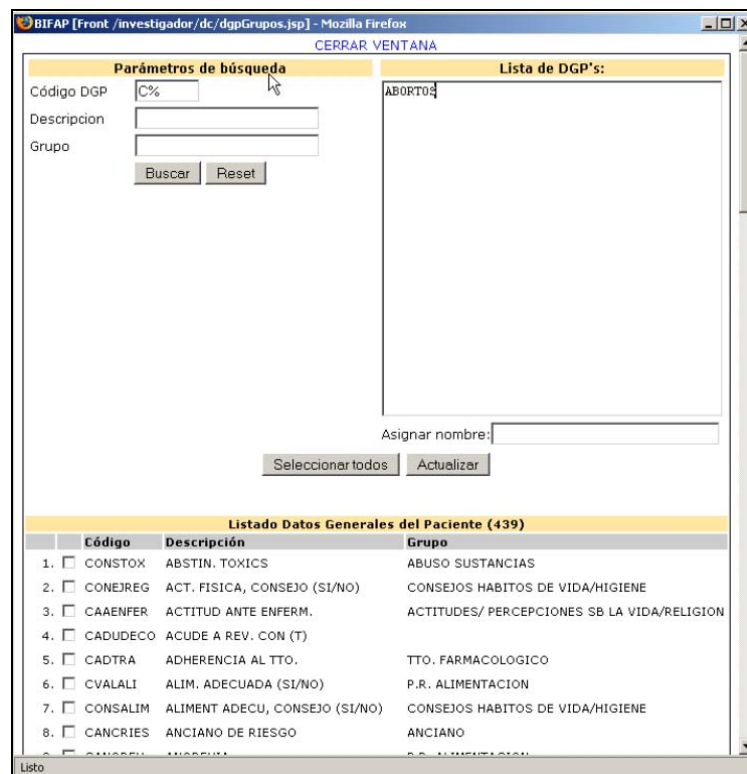 BIFAP [Front /investigador/dc/dgpGrupos.jsp] - Mozilla Firefox
CERRAR VENTANA
Parámetros de búsqueda
Código DGP C%
Descripcion
Grupo
Buscar Reset
Lista de DGP's:
ABORTOS
Asignar nombre:
Seleccionar todos Actualizar
Listado Datos Generales del Paciente (439)
Código Descripción Grupo
1. CONSTOX ABSTIN. TOXICS ABUSO SUSTANCIAS
2. CONEJREG ACT. FISICA, CONSEJO (SI/NO) CONSEJOS HABITOS DE VIDA/HIGIENE
3. CAAENFER ACTITUD ANTE ENFERM. ACTITUDES/ PERCEPCIONES SB LA VIDA/RELIGION
4. CADUDECO ACUDE A REV. CON (T)
5. CADTRA ADHERENCIA AL TTO. TTO. FARMACOLOGICO
6. CVALALI ALIM. ADECUADA (SI/NO) P.R. ALIMENTACION
7. CONSALIM ALIMENT ADECU, CONSEJO (SI/NO) CONSEJOS HABITOS DE VIDA/HIGIENE
8. CANCRIES ANCIANO DE RIESGO ANCIANO
Listo